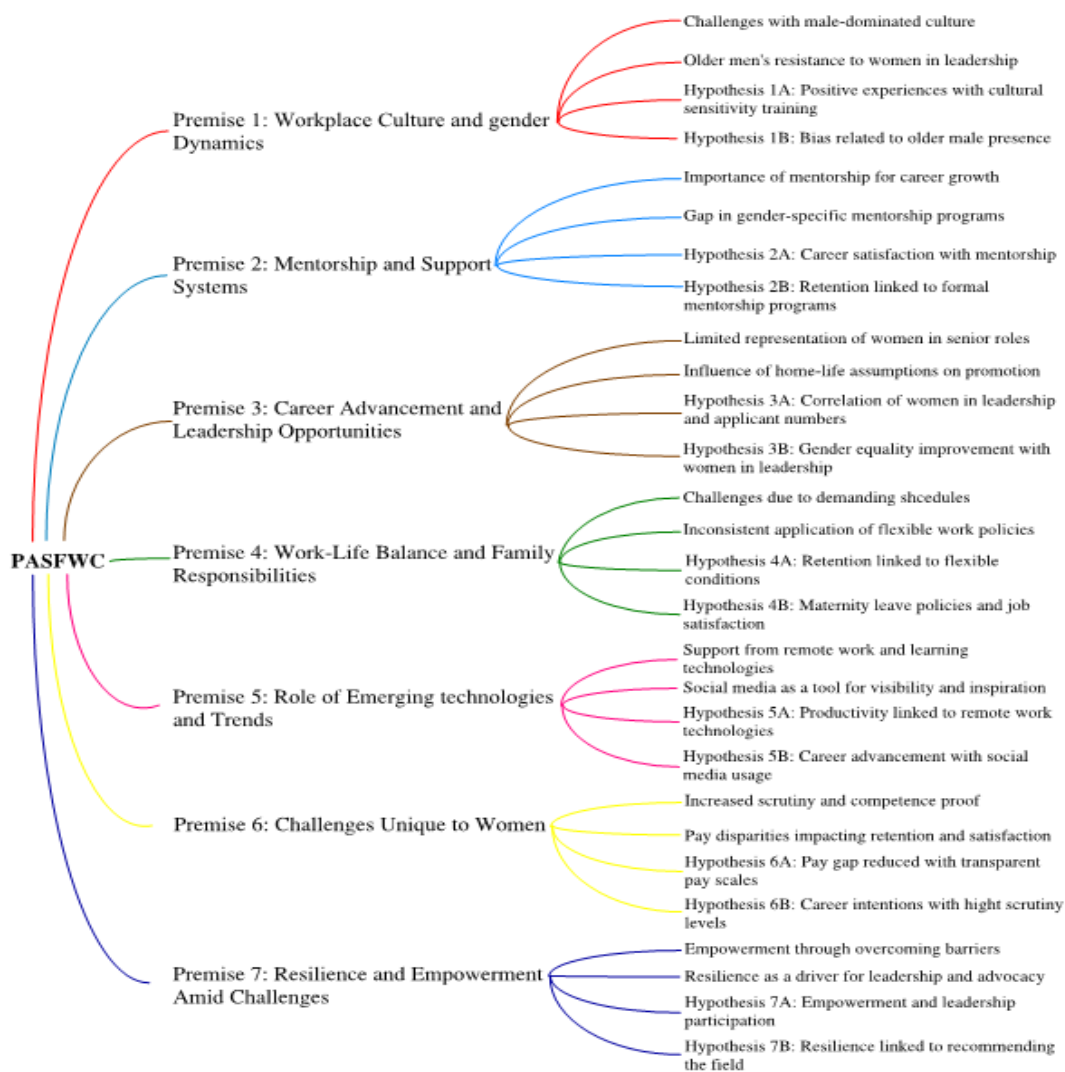 PASFWC
Premise 1: Workplace Culture and gender
Dynamics
Challenges with male-dominated culture
Older men's resistance to women in leadership
Hypothesis 1A: Positive experiences with cultural
sensitivity training
Hypothesis 1B: Bias related to older male presence
Premise 2: Mentorship and Support
Systems
Importance of mentorship for career growth
Gap in gender-specific mentorship programs
Hypothesis 2A: Career satisfaction with mentorship
Hypothesis 2B: Retention linked to formal
mentorship programs
Premise 3: Career Advancement and
Leadership Opportunities
Limited representation of women in senior roles
Influence of home-life assumptions on promotion
Hypothesis 3A: Correlation of women in leadership
and applicant numbers
Hypothesis 3B: Gender equality improvement with
women in leadership
Premise 4: Work-Life Balance and Family
Responsibilities
Challenges due to demanding shcedules
Inconsistent application of flexible work policies
Hypothesis 4A: Retention linked to flexible
conditions
Hypothesis 4B: Maternity leave policies and job
satisfaction
Premise 5: Role of Emerging technologies
and Trends
Support from remote work and learning
technologies
Social media as a tool for visibility and inspiration
Hypothesis 5A: Productivity linked to remote work
technologies
Hypothesis 5B: Career advancement with social
media usage
Premise 6: Challenges Unique to Women
Increased scrutiny and competence proof
Pay disparities impacting retention and satisfaction
Hypothesis 6A: Pay gap reduced with transparent
pay scales
Hypothesis 6B: Career intentions with hight scrutiny
levels
Premise 7: Resilience and Empowerment
Amid Challenges
Empowerment through overcoming barriers
Resilience as a driver for leadership and advocacy
Hypothesis 7A: Empowerment and leadership
participation
Hypothesis 7B: Resilience linked to recommending
the field